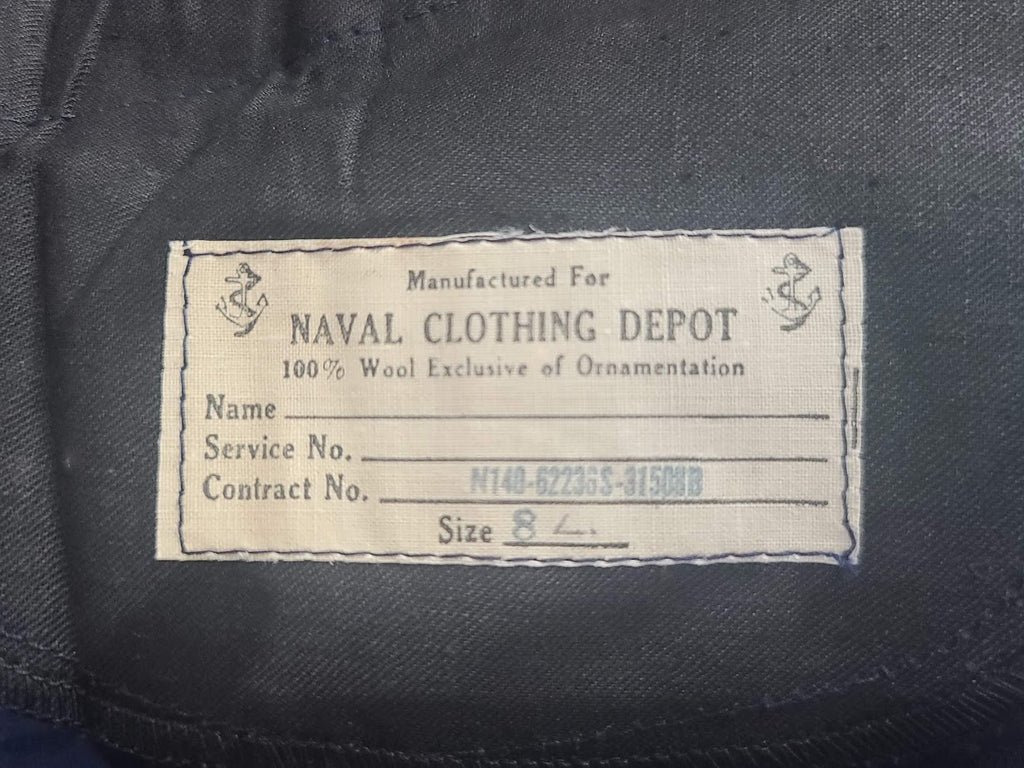 Manufactured For
NAVAL CLOTHING DEPOT
100% Wool Exclusive of Ornamentation
Name
Service No.
Contract No.
Size 8 L.